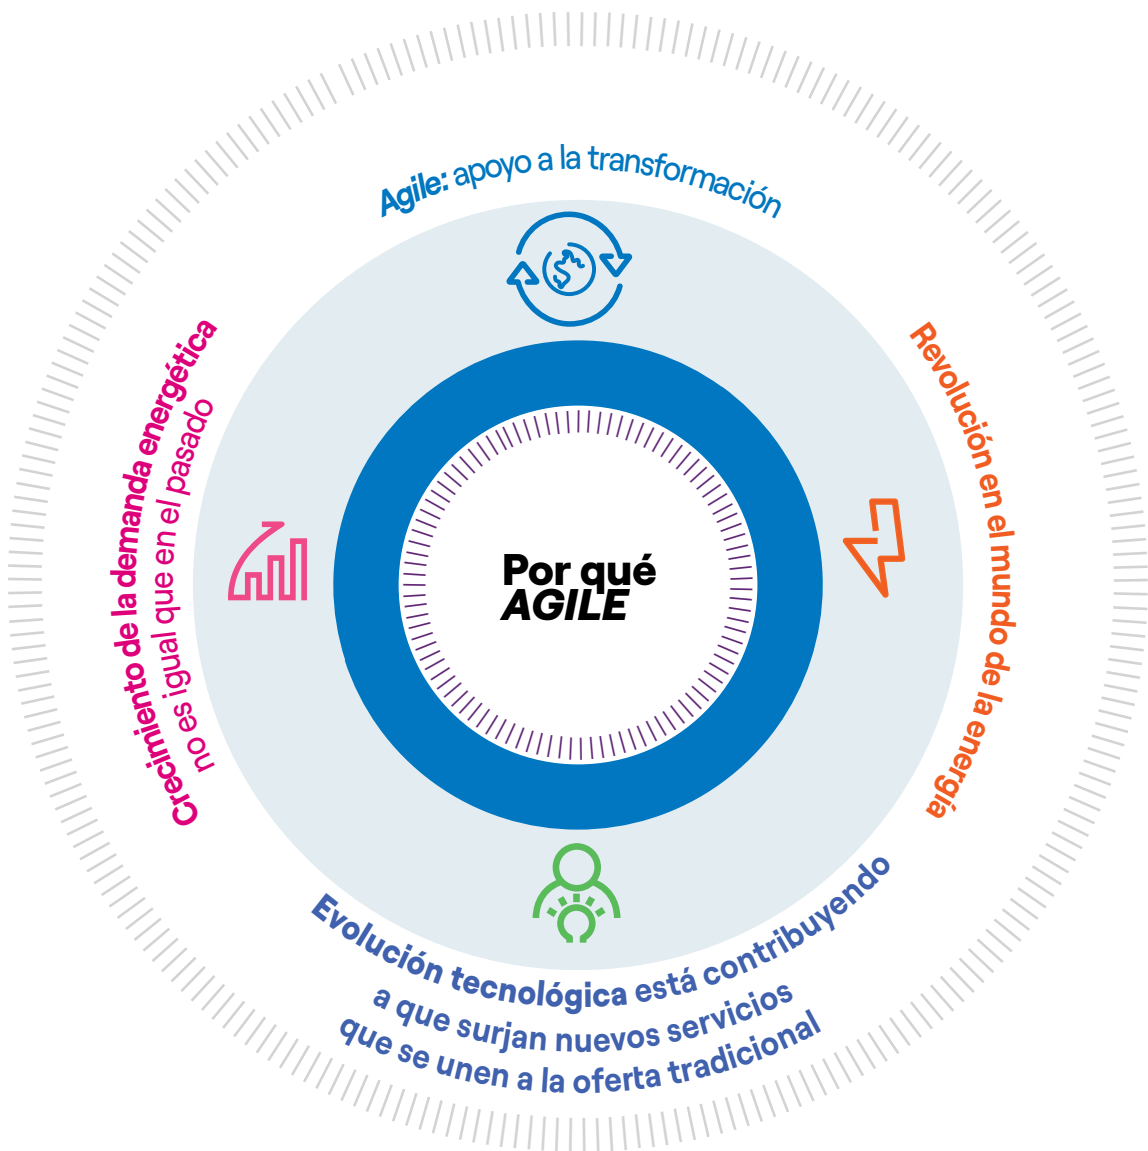 Agile: apoyo a la transformación
Revolución en el mundo de la energía
Crecimiento de la demanda energética
no es igual que en el pasado
Por qué
AGILE
Evolución tecnológica está contribuyendo
a que surjan nuevos servicios
que se unen a la oferta tradicional